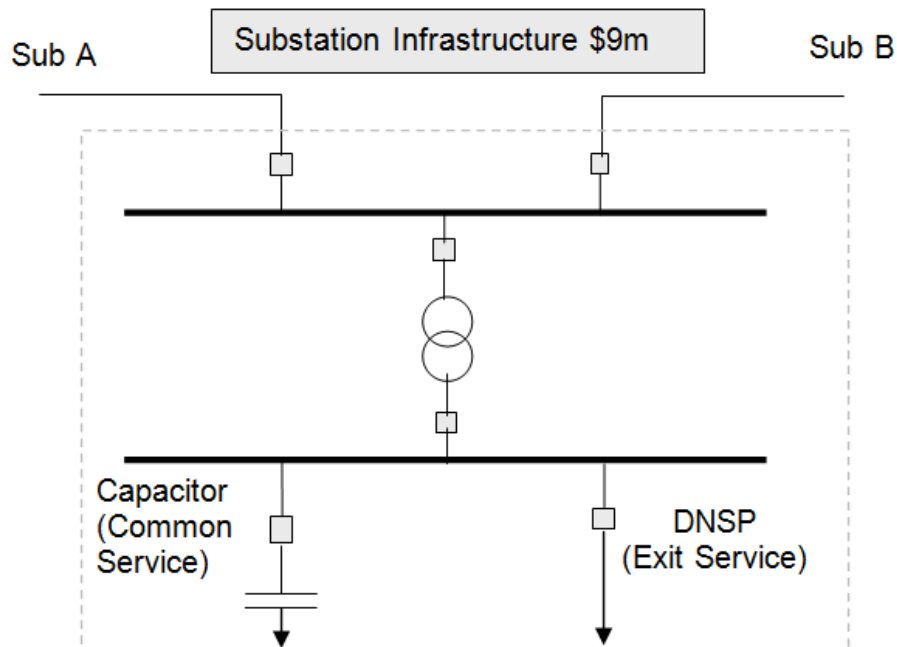 Substation Infrastructure $9m
Sub A
Sub B
Capacitor
(Common
Service)
DNSP
(Exit Service)